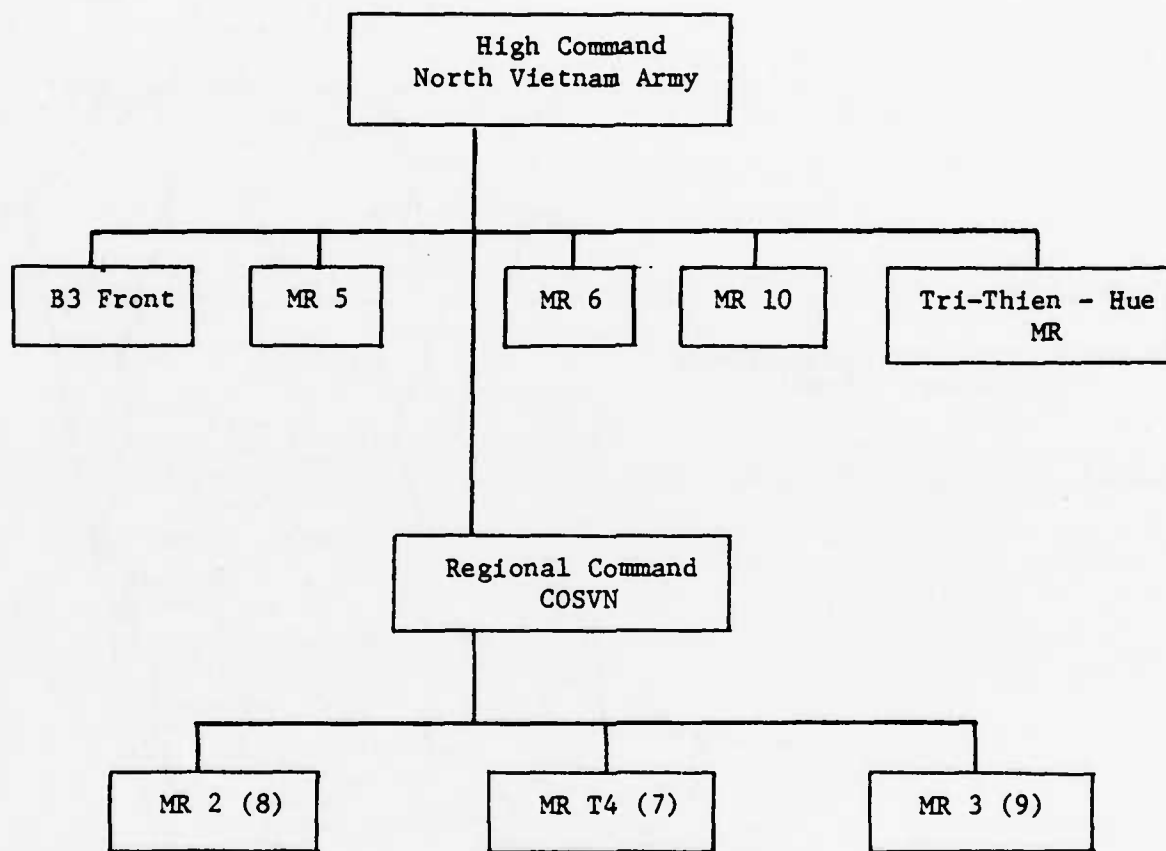 High Command
North Vietnam Army
B3 Front
MR 5
MR 6
MR 10
Tri-Thien - Hue
MR
Regional Command
COSVN
MR 2 (8)
MR T4 (7)
MR 3 (9)